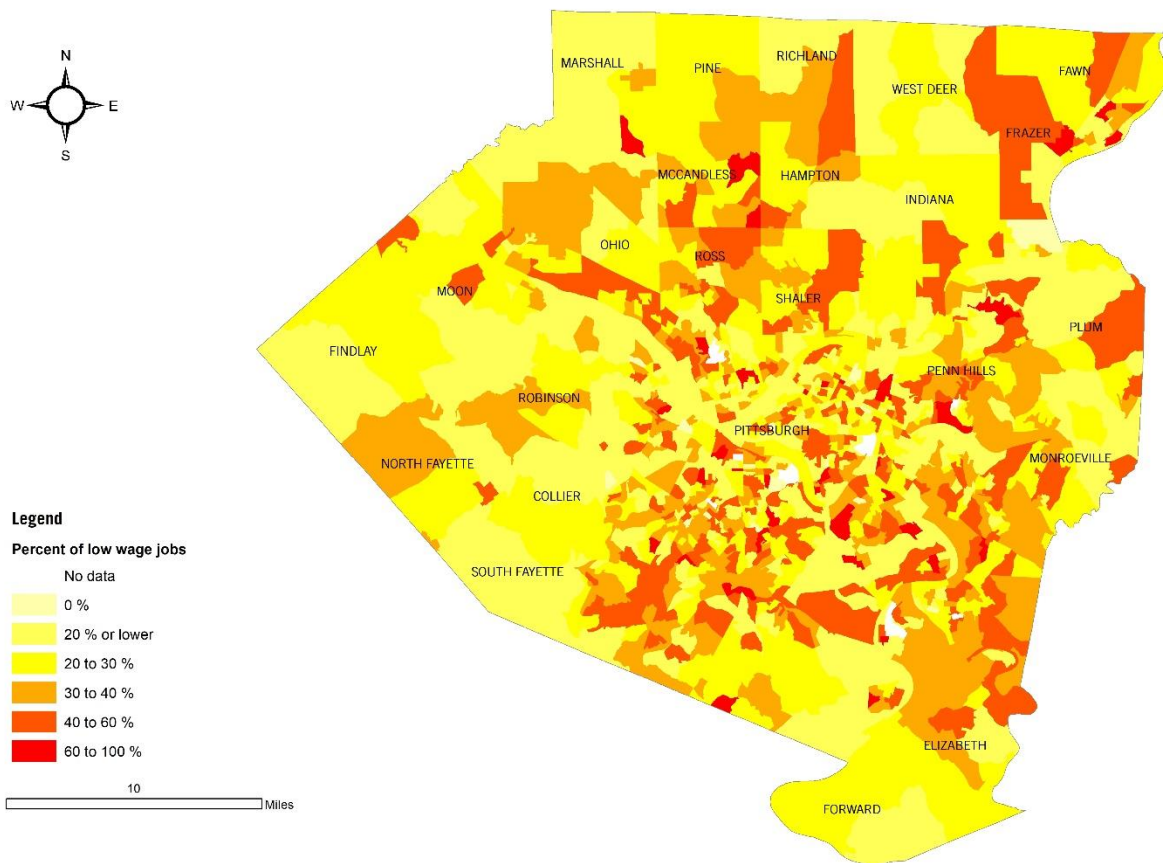 N
W E
S
MARSHALL
PINE
RICHLAND
WEST DEER
FAWN
FRAZER
MCCANDLESS
HAMPTON
INDIANA
OHIO
ROSS
MOON
SHALER
PLUM
FINDLAY
PENN HILLS
ROBINSON
PITTSBURGH
NORTH FAYETTE
MONROEVILLE
COLLIER
SOUTH FAYETTE
ELIZABETH
FORWARD
Legend
Percent of low wage jobs
No data
0 %
20 % or lower
20 to 30 %
30 to 40 %
40 to 60 %
60 to 100 %
10
Miles